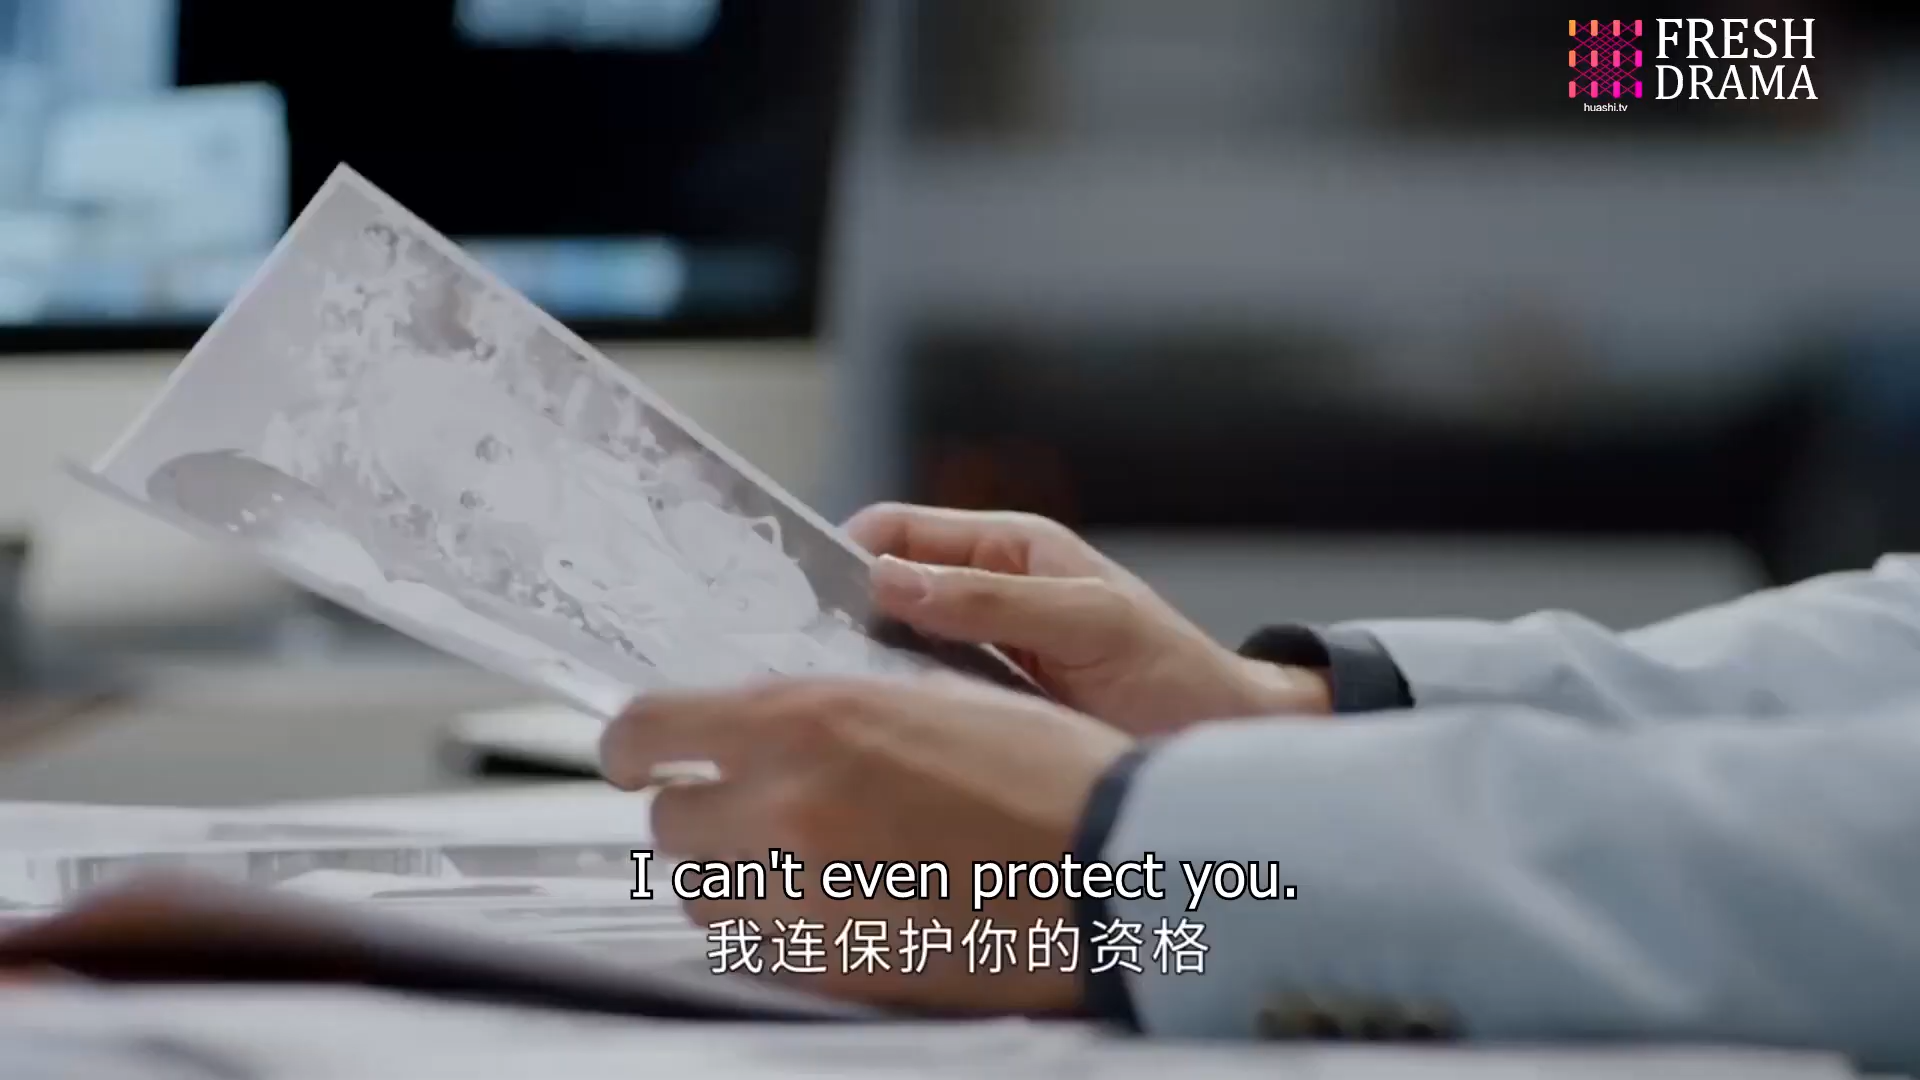 FRESH
DRAMA
huashi.tv
I can't even protect you.
我连保护你的资格